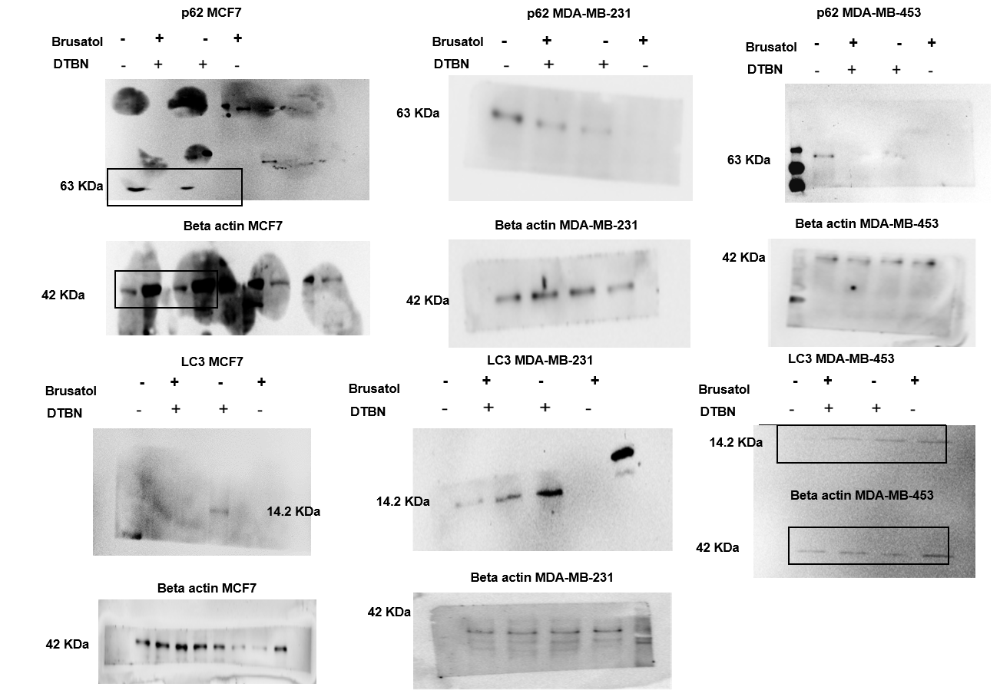 p62 MCF7
Brusatol - + - +
DTBN - + + -
63 KDa
Beta actin MCF7
42 KDa
p62 MDA-MB-231
Brusatol - + - +
DTBN - + + -
63 KDa
Beta actin MDA-MB-231
42 KDa
p62 MDA-MB-453
Brusatol - + - +
DTBN - + + -
63 KDa
Beta actin MDA-MB-453
42 KDa
LC3 MCF7
Brusatol - + - +
DTBN - + + -
14.2 KDa
Beta actin MCF7
42 KDa
LC3 MDA-MB-231
Brusatol - + - +
DTBN - + + -
14.2 KDa
Beta actin MDA-MB-231
42 KDa
LC3 MDA-MB-453
Brusatol - + - +
DTBN - + + -
14.2 KDa
Beta actin MDA-MB-453
42 KDa